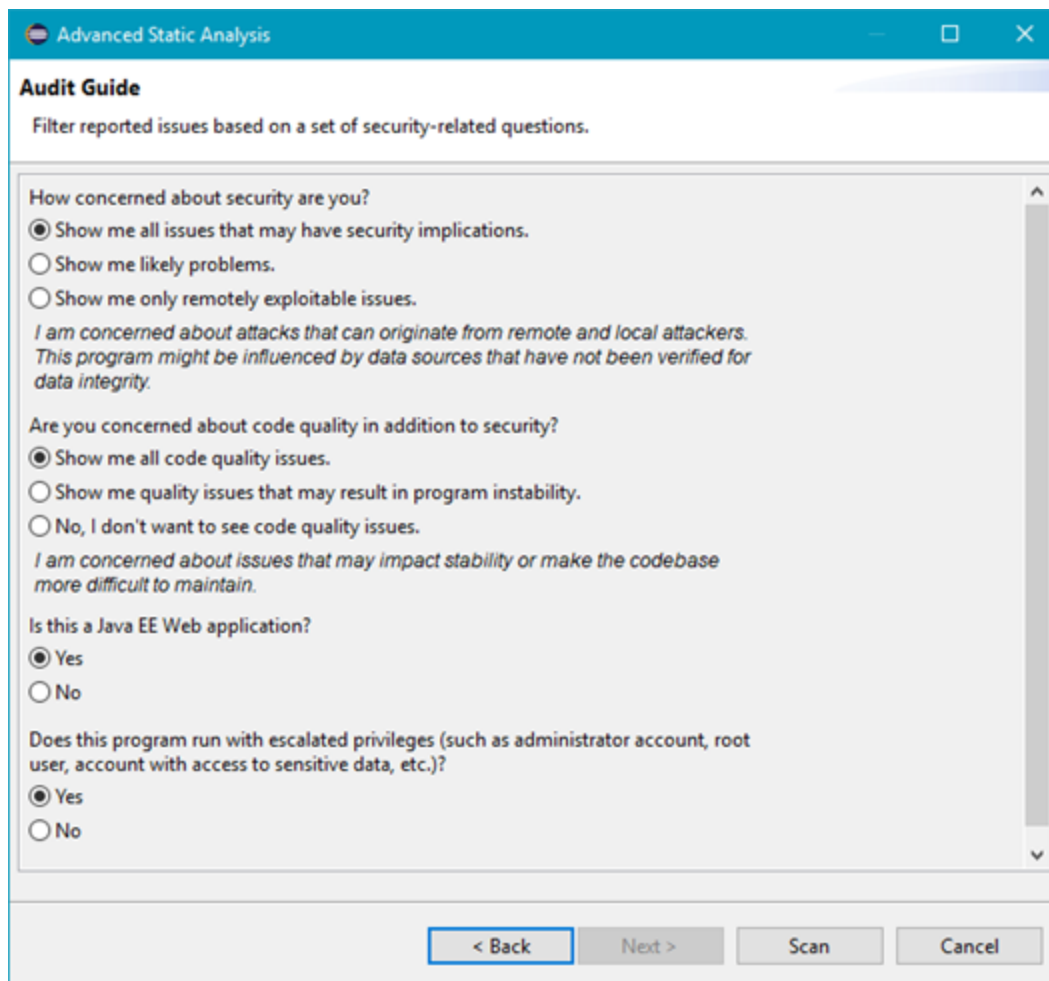 Advanced Static Analysis
Audit Guide
Filter reported issues based on a set of security-related questions.
How concerned about security are you?
Show me all issues that may have security implications.
Show me likely problems.
Show me only remotely exploitable issues.
I am concerned about attacks that can originate from remote and local attackers.
This program might be influenced by data sources that have not been verified for
data integrity.
Are you concerned about code quality in addition to security?
Show me all code quality issues.
Show me quality issues that may result in program instability.
No, I don't want to see code quality issues.
I am concerned about issues that may impact stability or make the codebase
more difficult to maintain.
Is this a Java EE Web application?
Yes
No
Does this program run with escalated privileges (such as administrator account, root
user, account with access to sensitive data, etc.)?
Yes
No
< Back Next > Scan Cancel